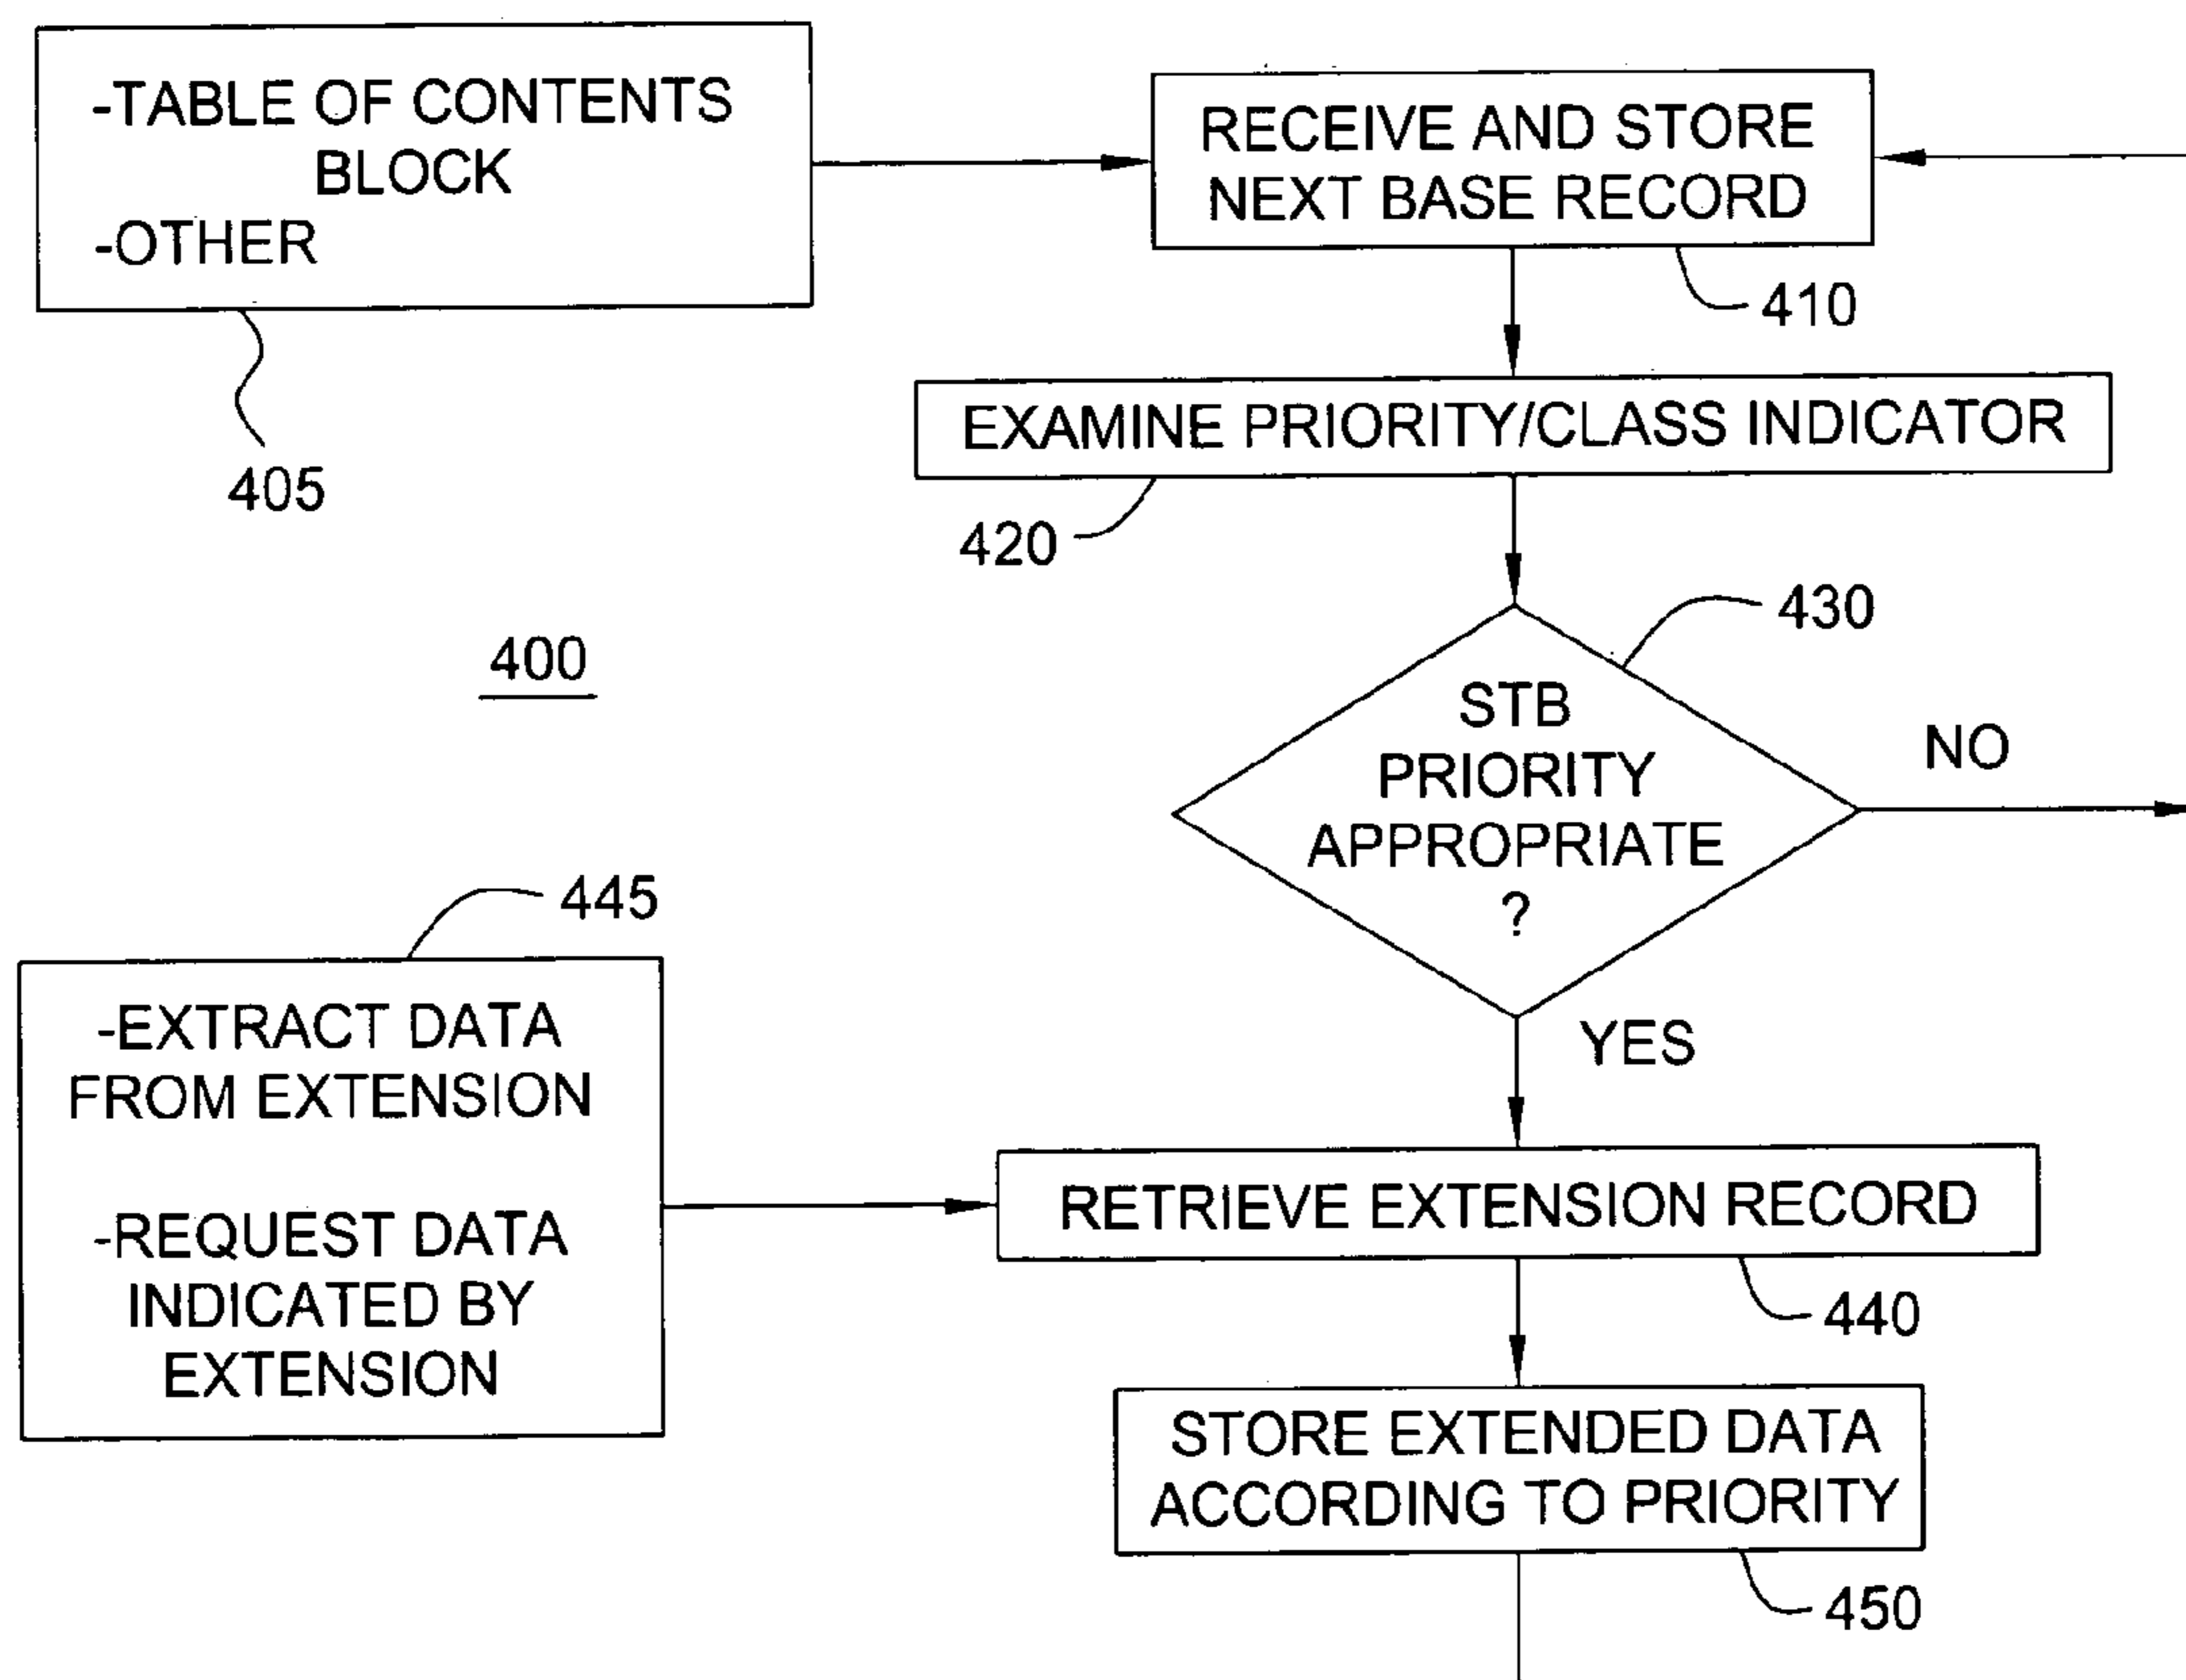 -TABLE OF CONTENTS
BLOCK
-OTHER
405
RECEIVE AND STORE
NEXT BASE RECORD
410
EXAMINE PRIORITY/CLASS INDICATOR
420
430
400
STB
PRIORITY
APPROPRIATE
?
NO
YES
445
-EXTRACT DATA
FROM EXTENSION
-REQUEST DATA
INDICATED BY
EXTENSION
RETRIEVE EXTENSION RECORD
440
STORE EXTENDED DATA
ACCORDING TO PRIORITY
450